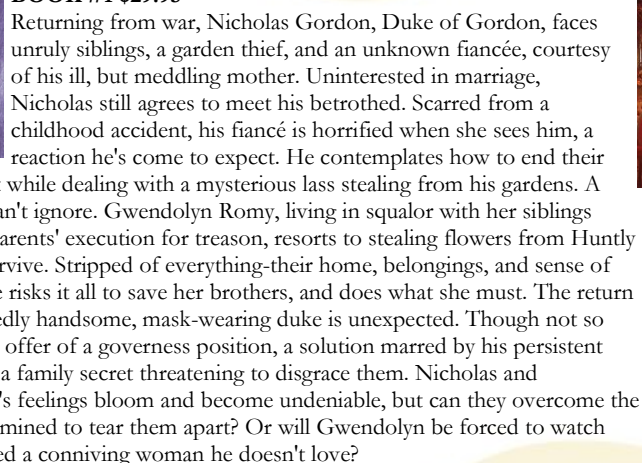 BOOK #1 $29.95
Returning from war, Nicholas Gordon, Duke of Gordon, faces
unruly siblings, a garden thief, and an unknown fiancée, courtesy
of his ill, but meddling mother. Uninterested in marriage,
Nicholas still agrees to meet his betrothed. Scarred from a
childhood accident, his fiancé is horrified when she sees him, a
reaction he's come to expect. He contemplates how to end their
while dealing with a mysterious lass stealing from his gardens. A
an't ignore. Gwendolyn Romy, living in squalor with her siblings
arents' execution for treason, resorts to stealing flowers from Huntly
rvive. Stripped of everything-their home, belongings, and sense of
e risks it all to save her brothers, and does what she must. The return
edly handsome, mask-wearing duke is unexpected. Though not so
offer of a governess position, a solution marred by his persistent
a family secret threatening to disgrace them. Nicholas and
's feelings bloom and become undeniable, but can they overcome the
mined to tear them apart? Or will Gwendolyn be forced to watch
ed a conniving woman he doesn't love?